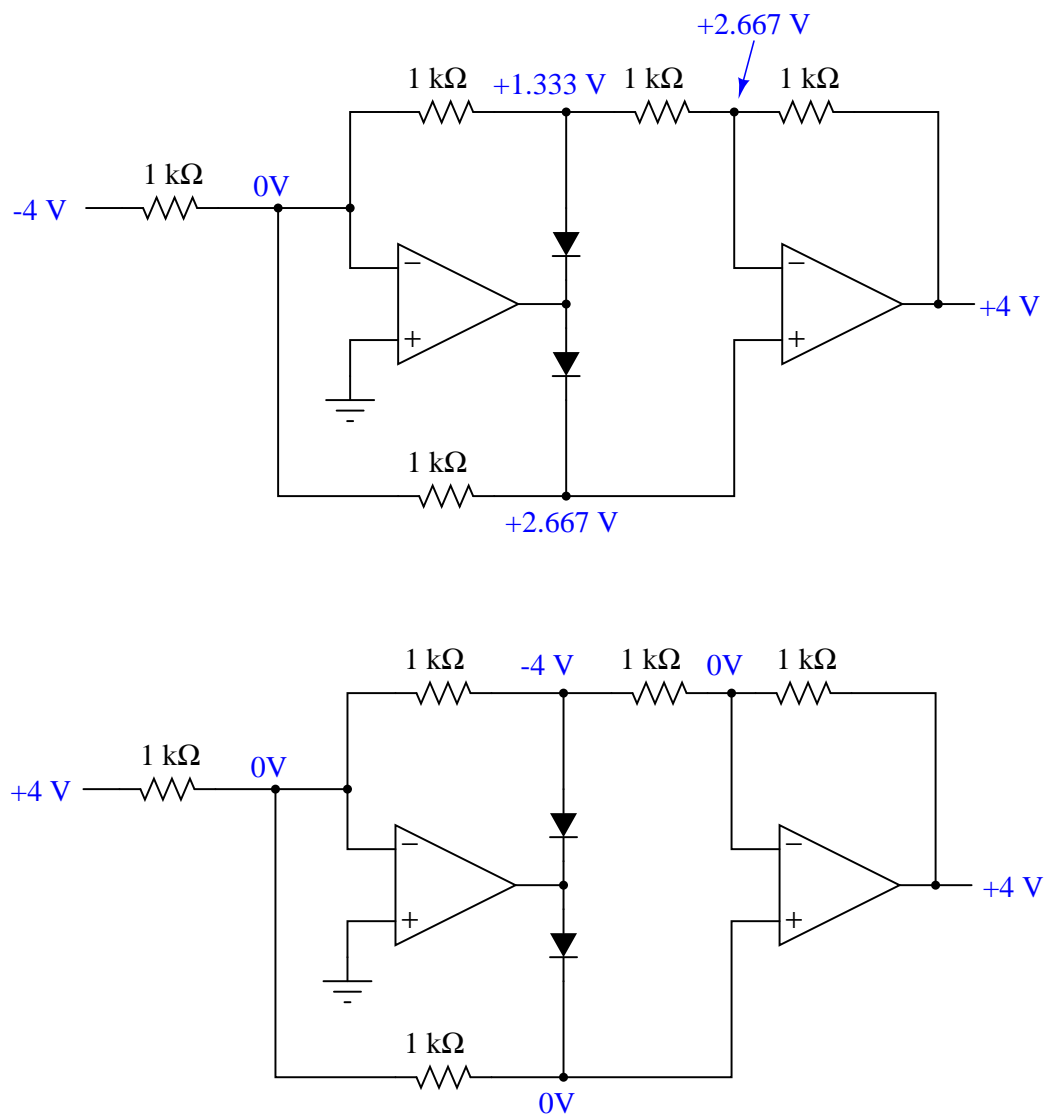 +2.667 V
1 kΩ +1.333 V 1 kΩ 1 kΩ
1 kΩ
-4 V 0V
−
+4 V
+
1 kΩ
+2.667 V
1 kΩ -4 V 1 kΩ 0V 1 kΩ
1 kΩ
+4 V 0V
− −
+4 V
+ +
1 kΩ
0V